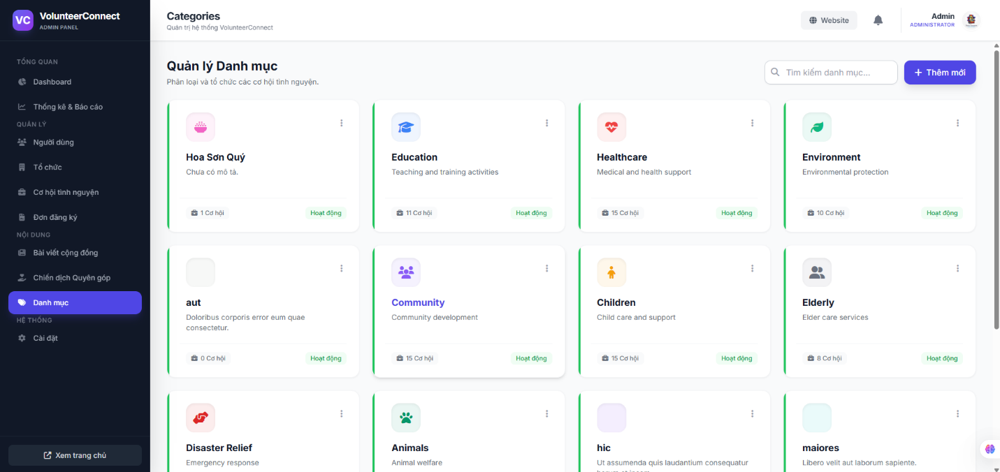 VC
VolunteerConnect
ADMIN PANEL
TỔNG QUAN
Dashboard
Thống kê & Báo cáo
QUẢN LÝ
Người dùng
Tổ chức
Cơ hội tình nguyện
Đơn đăng ký
NỘI DUNG
Bài viết cộng đồng
Chiến dịch Quyên góp
Danh mục
HỆ THỐNG
Cài đặt
Xem trang chủ
Categories
Quản trị hệ thống VolunteerConnect
Website
Admin
ADMINISTRATOR
Quản lý Danh mục
Phân loại và tổ chức các cơ hội tình nguyện.
Tìm kiếm danh mục...
+ Thêm mới
Hoa Sơn Quý
Chưa có mô tả.
1 Cơ hội
Hoạt động
Education
Teaching and training activities
11 Cơ hội
Hoạt động
Healthcare
Medical and health support
15 Cơ hội
Hoạt động
Environment
Environmental protection
10 Cơ hội
Hoạt động
aut
Doloribus corporis error eum quae
consectetur.
0 Cơ hội
Hoạt động
Community
Community development
15 Cơ hội
Hoạt động
Children
Child care and support
15 Cơ hội
Hoạt động
Elderly
Elder care services
8 Cơ hội
Hoạt động
Disaster Relief
Emergency response
Animals
Animal welfare
hic
Ut assumenda quis laudantium consequatur
maiores
Libero velit aut laborum sapiente.